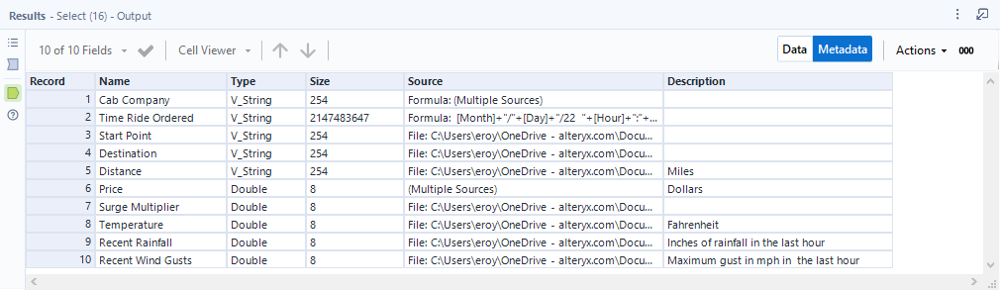 Results - Select (16) - Output
10 of 10 Fields Cell Viewer Data Metadata Actions 000
Record Name Type Size Source Description
1 Cab Company V_String 254 Formula: (Multiple Sources)
2 Time Ride Ordered V_String 2147483647 Formula: [Month]+"/"+[Day]+"/22 "+[Hour]+":"+...
3 Start Point V_String 254 File: C:\Users\eroy\OneDrive - alteryx.com\Docu...
4 Destination V_String 254 File: C:\Users\eroy\OneDrive - alteryx.com\Docu...
5 Distance V_String 254 File: C:\Users\eroy\OneDrive - alteryx.com\Docu... Miles
6 Price Double 8 (Multiple Sources) Dollars
7 Surge Multiplier Double 8 File: C:\Users\eroy\OneDrive - alteryx.com\Docu...
8 Temperature Double 8 File: C:\Users\eroy\OneDrive - alteryx.com\Docu... Fahrenheit
9 Recent Rainfall Double 8 File: C:\Users\eroy\OneDrive - alteryx.com\Docu... Inches of rainfall in the last hour
10 Recent Wind Gusts Double 8 File: C:\Users\eroy\OneDrive - alteryx.com\Docu... Maximum gust in mph in the last hour